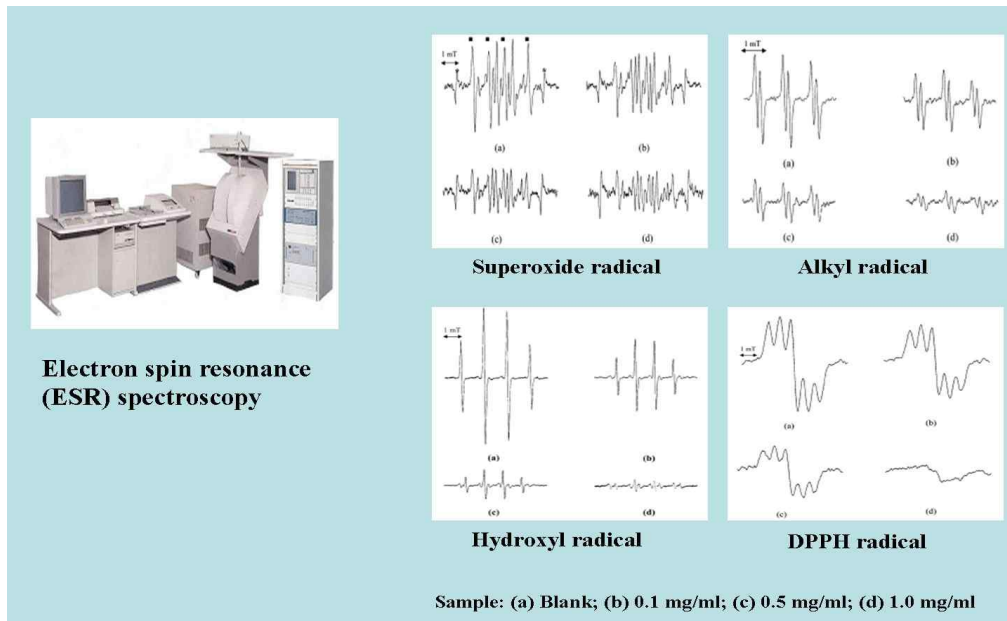 Electron spin resonance
(ESR) spectroscopy
1 mT
(a)
(b)
(c)
(d)
Superoxide radical
1 mT
(a)
(b)
(c)
(d)
Alkyl radical
1 mT
(a)
(b)
(c)
(d)
Hydroxyl radical
1 mT
(a)
(b)
(c)
(d)
DPPH radical
Sample: (a) Blank; (b) 0.1 mg/ml; (c) 0.5 mg/ml; (d) 1.0 mg/ml